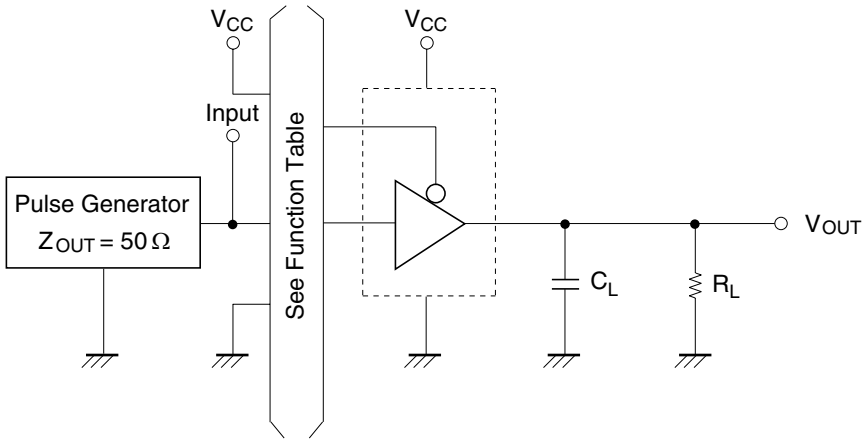 VCC
VCC
Input
Pulse Generator
ZOUT = 50 Ω
See Function Table
VOUT
CL
RL